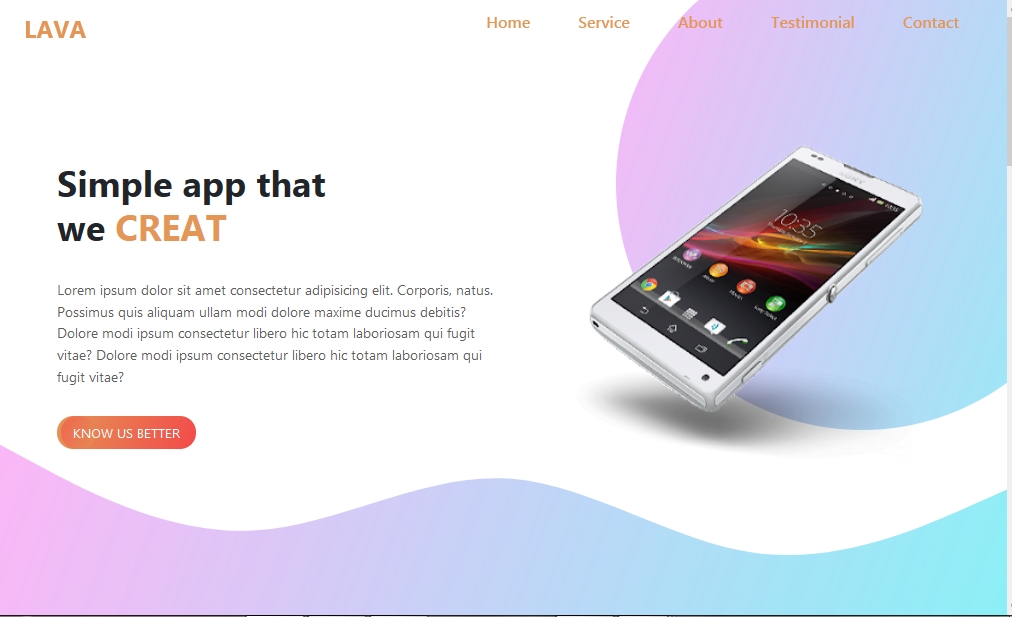 LAVA
Home Service About Testimonial Contact
Simple app that
we CREAT
Lorem ipsum dolor sit amet consectetur adipisicing elit. Corporis, natus.
Possimus quis aliquam ullam modi dolore maxime ducimus debitis?
Dolore modi ipsum consectetur libero hic totam laboriosam qui fugit
vitae? Dolore modi ipsum consectetur libero hic totam laboriosam qui
fugit vitae?
KNOW US BETTER
SONY
100%
10:35